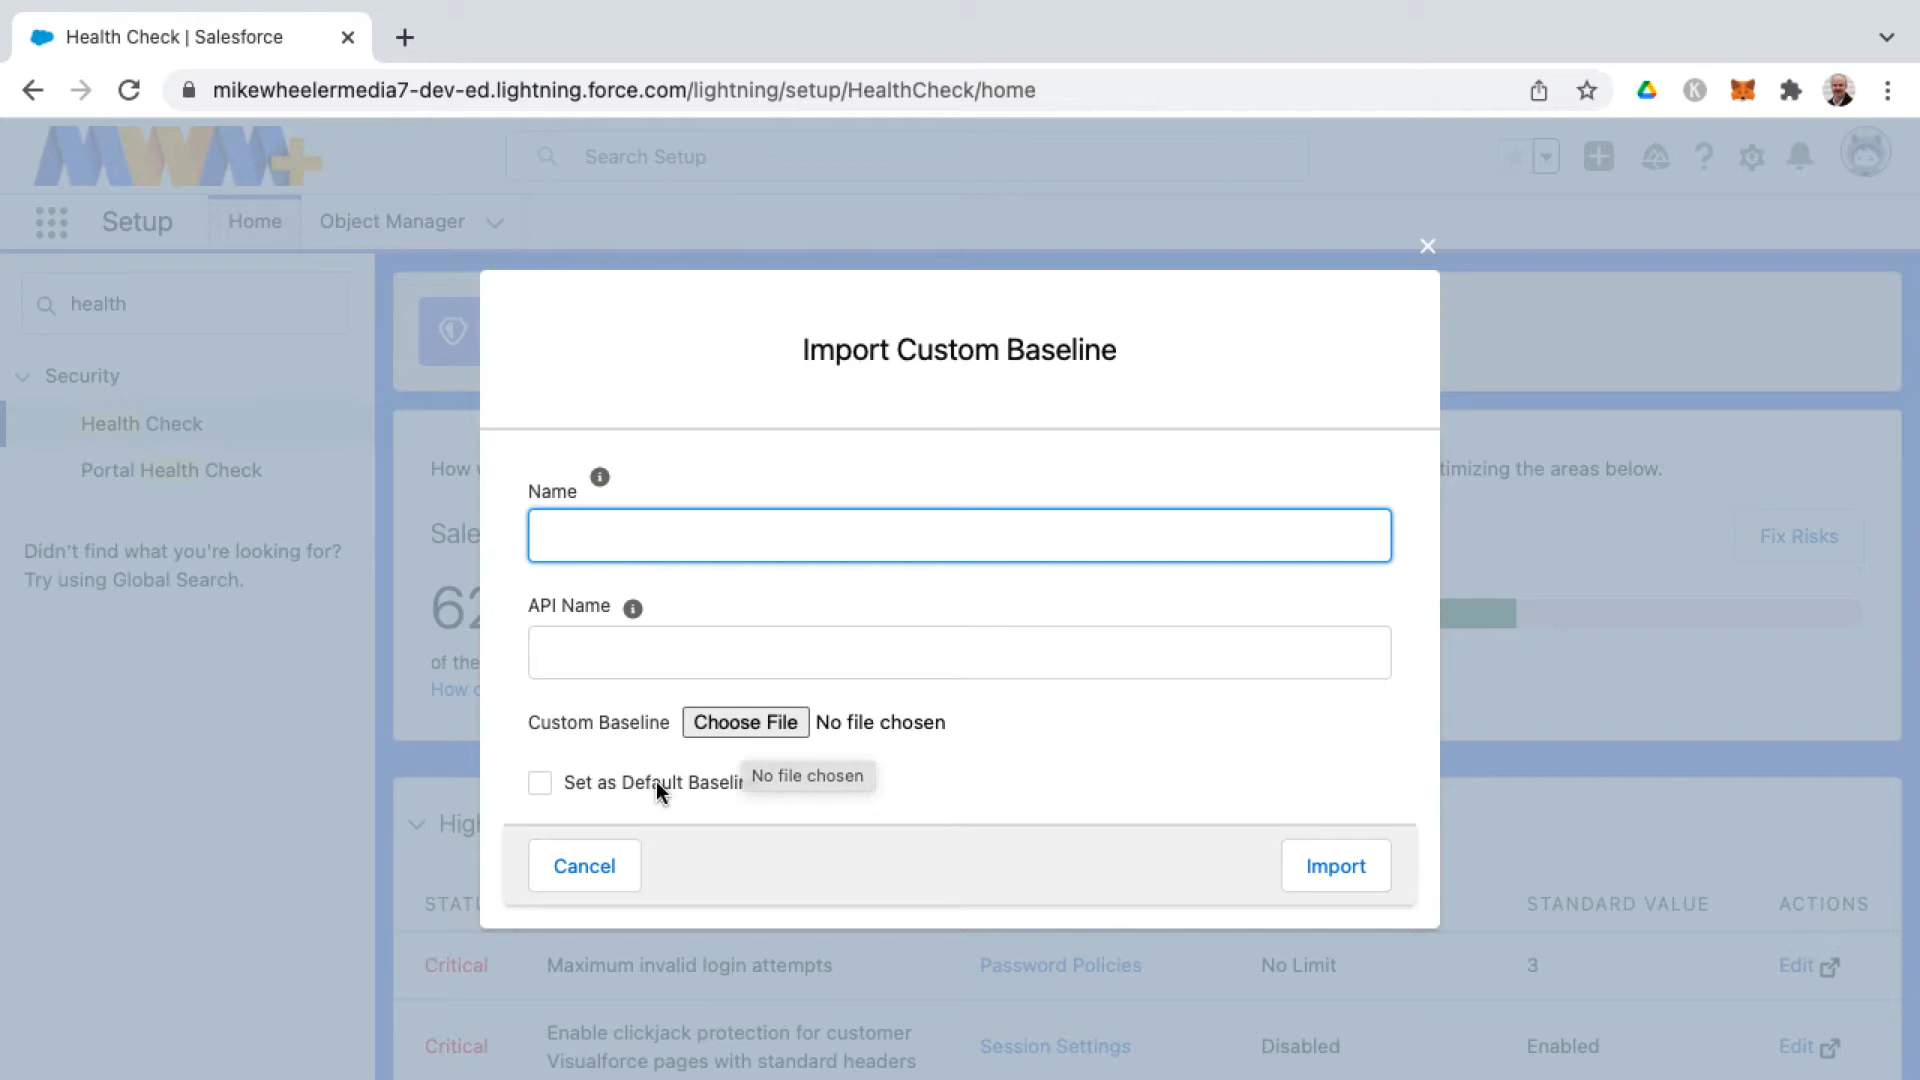 Health Check | Salesforce
mikewheelermedia7-dev-ed.lightning.force.com/lightning/setup/HealthCheck/home
K
MWM+
Search Setup
Setup
Home
Object Manager
health
Security
Health Check
Portal Health Check
Didn't find what you're looking for?
Try using Global Search.
How
timizing the areas below.
Sale
Fix Risks
62
of the
How
Import Custom Baseline
Name
API Name
Custom Baseline Choose File No file chosen
Set as Default Baselin
No file chosen
Cancel
Import
High
STATU
STANDARD VALUE
ACTIONS
Critical
Maximum invalid login attempts
Password Policies
No Limit
3
Edit
Critical
Enable clickjack protection for customer
Visualforce pages with standard headers
Session Settings
Disabled
Enabled
Edit